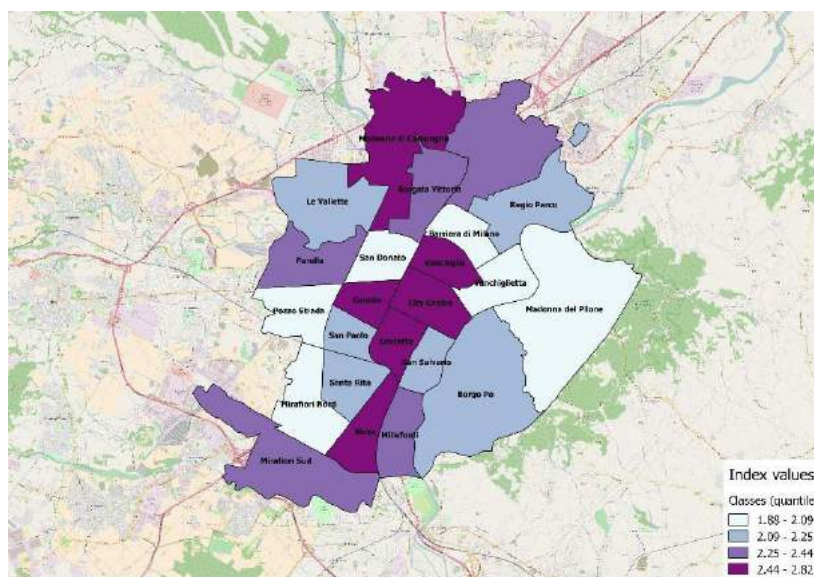 Madonna di Campagna
Borgata Vittoria
Le Vallette
Regio Parco
Barriera di Milano
Parella
San Donato
Vanchiglia
Vanchiglietta
Cenisia
City Centre
Madonna del Pilone
Pozzo Strada
San Paolo
Crocetta
San Salvario
Santa Rita
Borgo Po
Mirafiori Nord
Millefonti
Mirafiori Sud
Index values
Classes (quantile
1.88 - 2.09
2.09 - 2.25
2.25 - 2.44
2.44 - 2.82